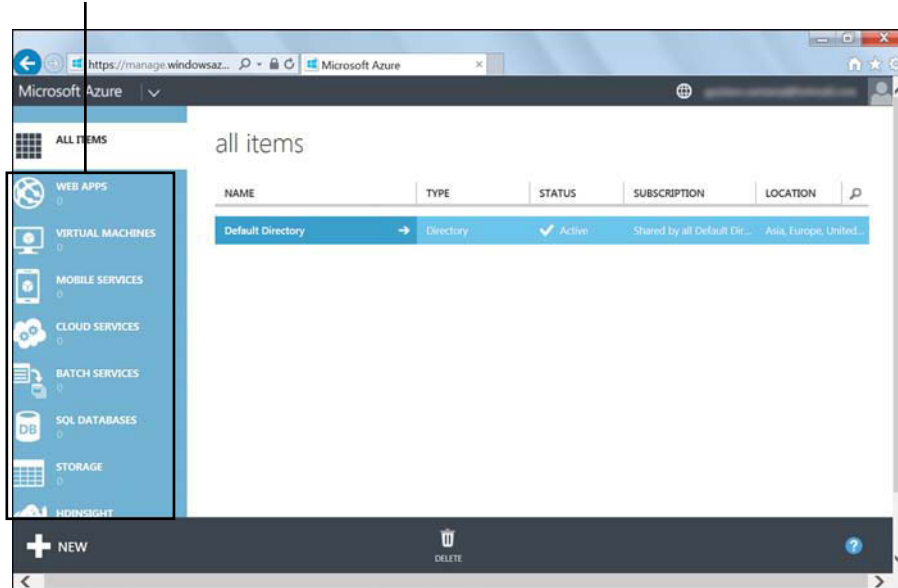 https://manage.windowsaz... Microsoft Azure ×
Microsoft Azure
ALL ITEMS
all items
WEB APPS
0
NAME TYPE STATUS SUBSCRIPTION LOCATION
VIRTUAL MACHINES
0
Default Directory Directory Active Shared by all Default Dir... Asia, Europe, United...
MOBILE SERVICES
0
CLOUD SERVICES
0
BATCH SERVICES
0
SQL DATABASES
DB
0
STORAGE
0
HDINSIGHT
NEW
DELETE
?